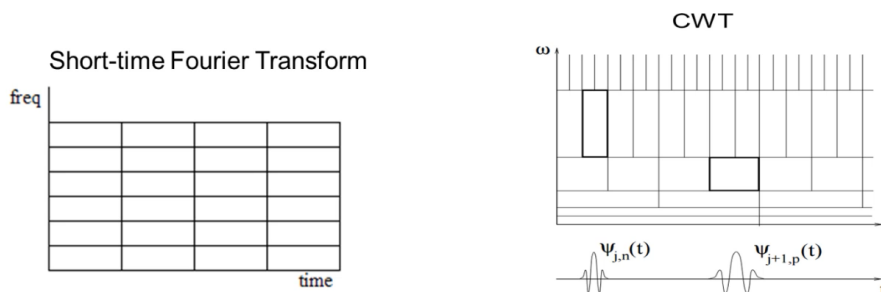 CWT
Short-time Fourier Transform
ω
freq
time
ψj,n(t)
ψj+1,p(t)
t